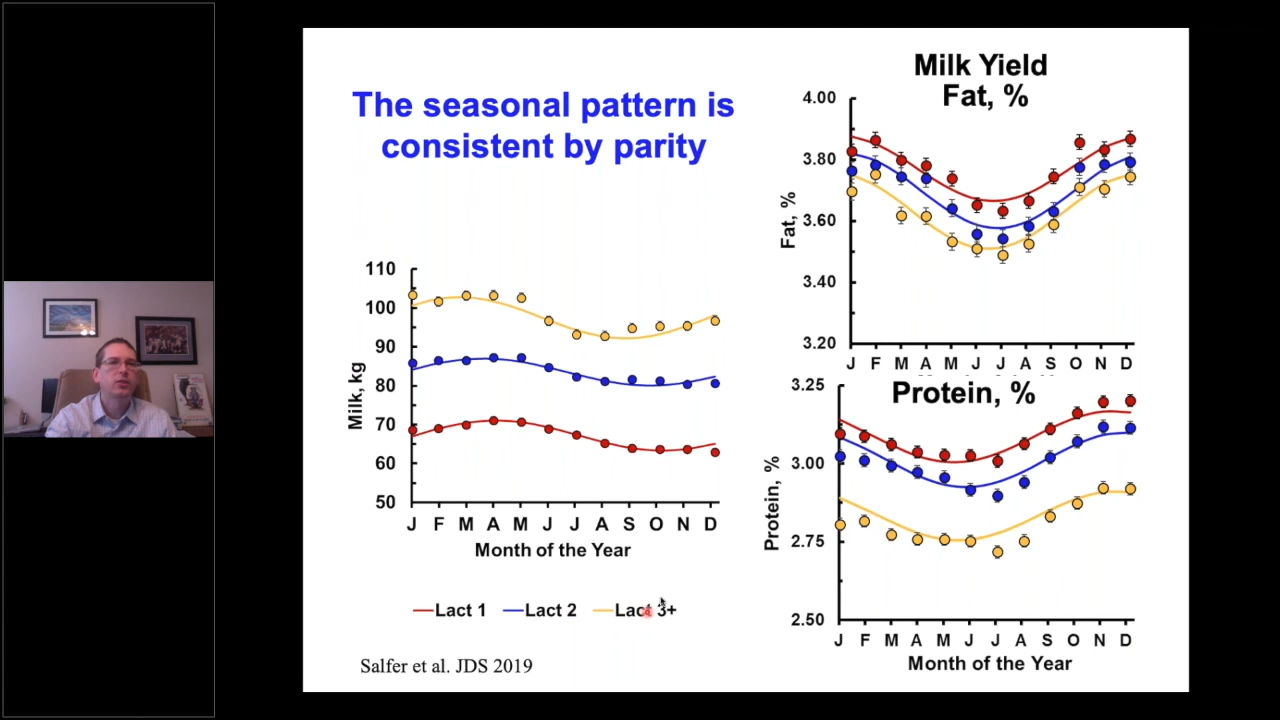 The seasonal pattern is
consistent by parity
110
100
90
80
70
60
50
Milk, kg
J F M A M J J A S O N D
Month of the Year
Lact 1 Lact 2 Lact 3+
Salfer et al. JDS 2019
Milk Yield
Fat, %
4.00
3.80
3.60
3.40
3.20
Fat, %
J F M A M J J A S O N D
Protein, %
3.25
3.00
2.75
2.50
Protein, %
J F M A M J J A S O N D
Month of the Year